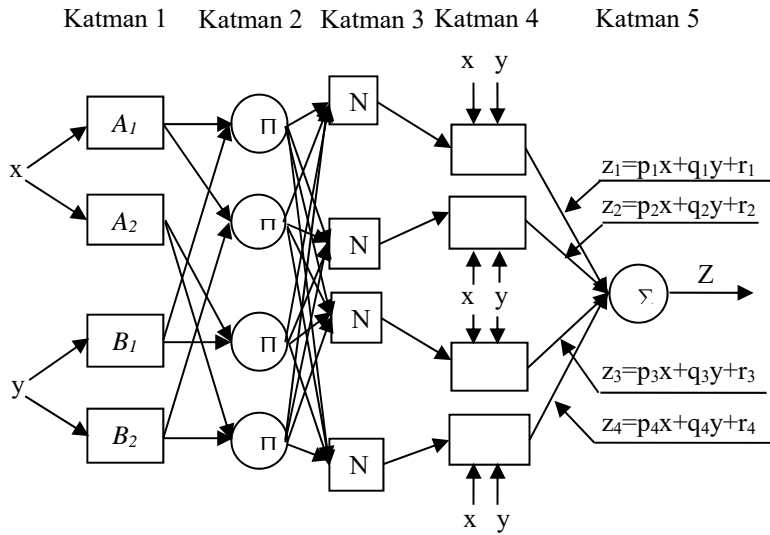 Katman 1 Katman 2 Katman 3 Katman 4 Katman 5
x y
A1 Π N
z1=p1x+q1y+r1
x
A2 Π N
z2=p2x+q2y+r2
x y
Σ Z
B1 Π N
z3=p3x+q3y+r3
y
B2 Π N
z4=p4x+q4y+r4
x y